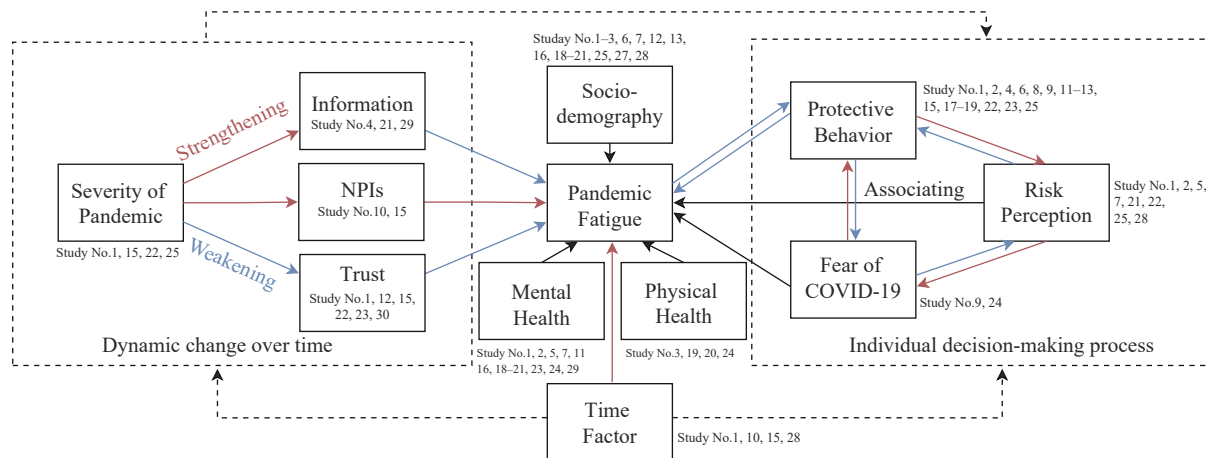 Studay No.1–3, 6, 7, 12, 13,
16, 18–21, 25, 27, 28
Socio-
demography
Strengthening
Information
Study No.4, 21, 29
Severity of
Pandemic
Study No.1, 15, 22, 25
NPIs
Study No.10, 15
Weakening
Trust
Study No.1, 12, 15,
22, 23, 30
Dynamic change over time
Pandemic
Fatigue
Mental
Health
Study No.1, 2, 5, 7, 11
16, 18–21, 23, 24, 29
Physical
Health
Study No.3, 19, 20, 24
Time
Factor
Study No.1, 10, 15, 28
Protective
Behavior
Study No.1, 2, 4, 6, 8, 9, 11–13,
15, 17–19, 22, 23, 25
Associating
Risk
Perception
Study No.1, 2, 5,
7, 21, 22,
25, 28
Fear of
COVID-19
Study No.9, 24
Individual decision-making process